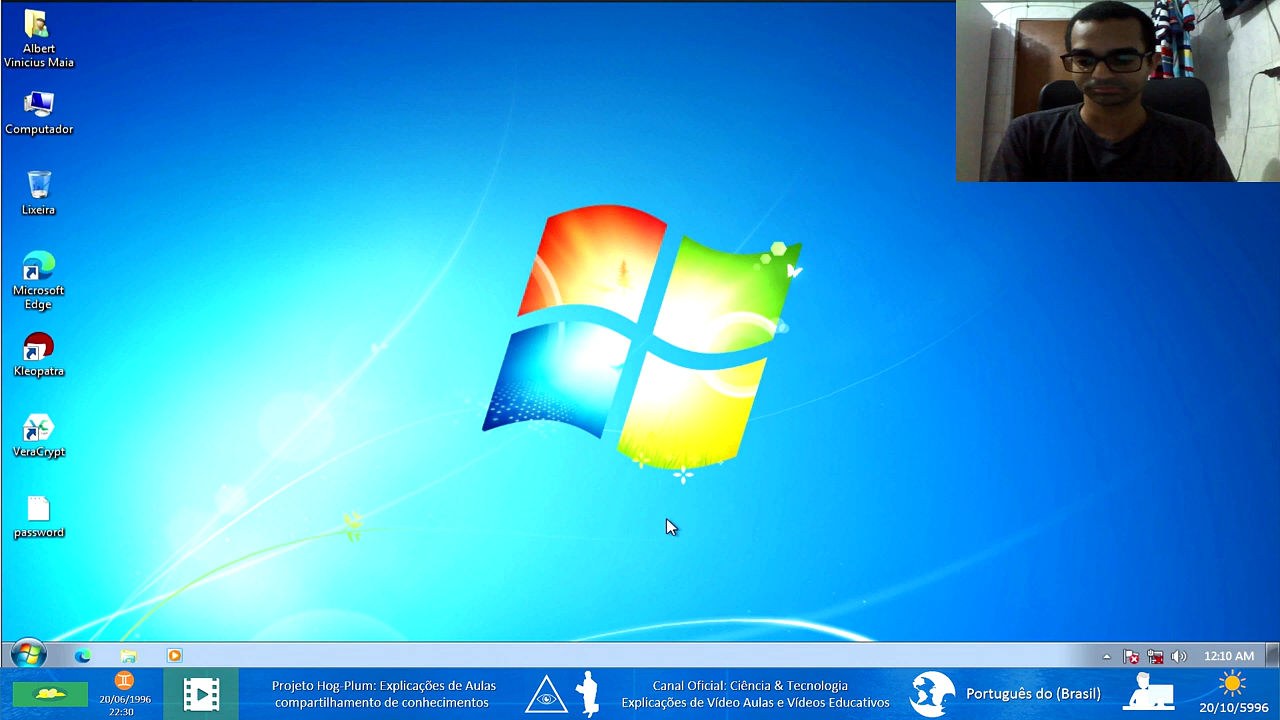 Albert
Vinicius Maia
Computador
Lixeira
Microsoft
Edge
Kleopatra
VeraCrypt
password
12:10 AM
20/06/1996
22:30
Projeto Hog-Plum: Explicações de Aulas
compartilhamento de conhecimentos
Canal Oficial: Ciência & Tecnologia
Explicações de Vídeo Aulas e Vídeos Educativos
Português do (Brasil)
20/10/5996